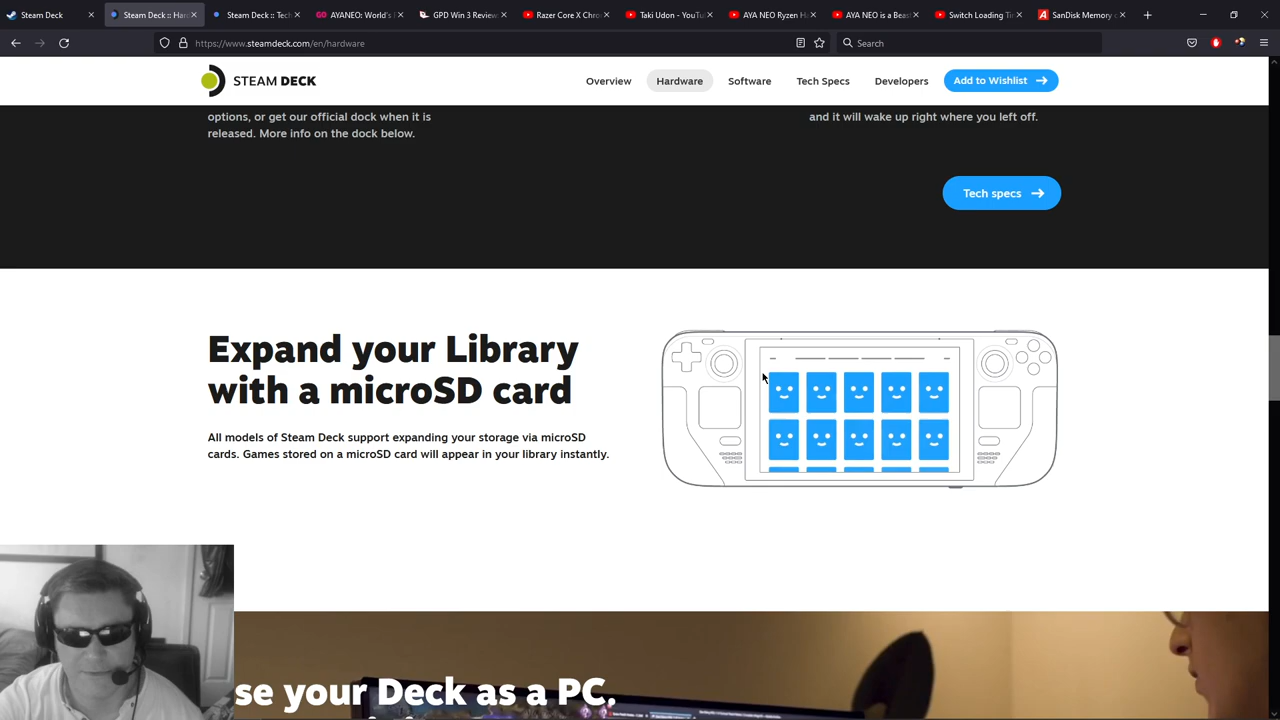 Steam Deck
Steam Deck :: Har
Steam Deck :: Tech
AYANEO: World's F
GPD Win 3 Review
Razer Core X Chro
Taki Udon - YouTu
AYA NEO Ryzen Ha
AYA NEO is a Beas
Switch Loading Ti
SanDisk Memory
https://www.steamdeck.com/en/hardware
Search
STEAM DECK
Overview
Hardware
Software
Tech Specs
Developers
Add to Wishlist
options, or get our official dock when it is
released. More info on the dock below.
and it will wake up right where you left off.
Tech specs
Expand your Library
with a microSD card
All models of Steam Deck support expanding your storage via microSD
cards. Games stored on a microSD card will appear in your library instantly.
se your Deck as a PC.